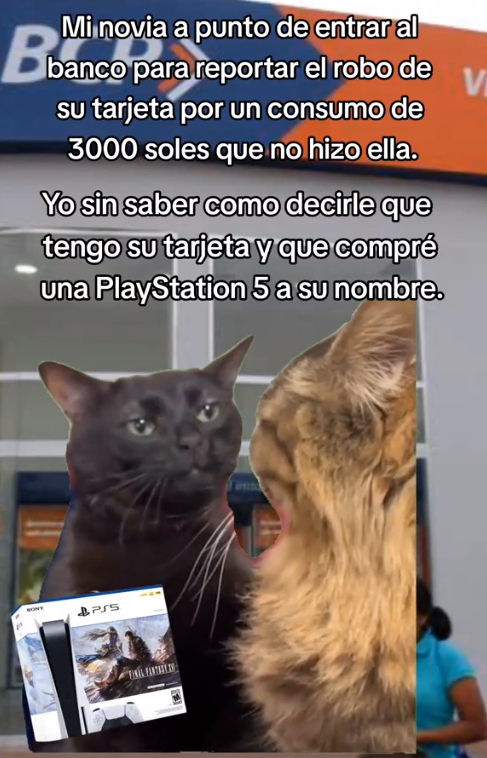 BCP
Mi novia a punto de entrar al
banco para reportar el robo de
su tarjeta por un consumo de
3000 soles que no hizo ella.
Yo sin saber como decirle que
tengo su tarjeta y que compré
una PlayStation 5 a su nombre.
SONY
PS5
FINAL FANTASY XVI